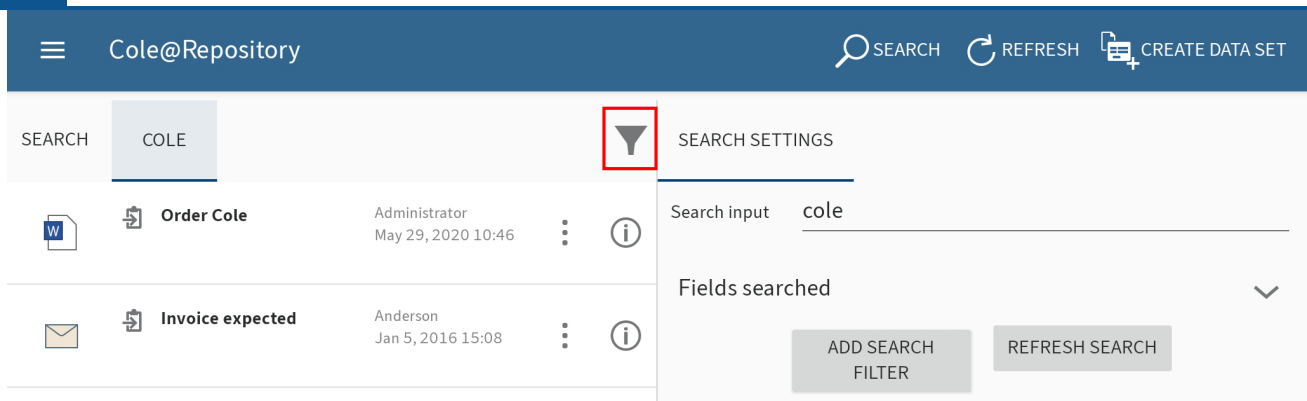 Cole@Repository
SEARCH
REFRESH
CREATE DATA SET
SEARCH
COLE
SEARCH SETTINGS
W
Order Cole
Administrator
May 29, 2020 10:46
Search input
cole
Fields searched
Invoice expected
Anderson
Jan 5, 2016 15:08
ADD SEARCH
FILTER
REFRESH SEARCH